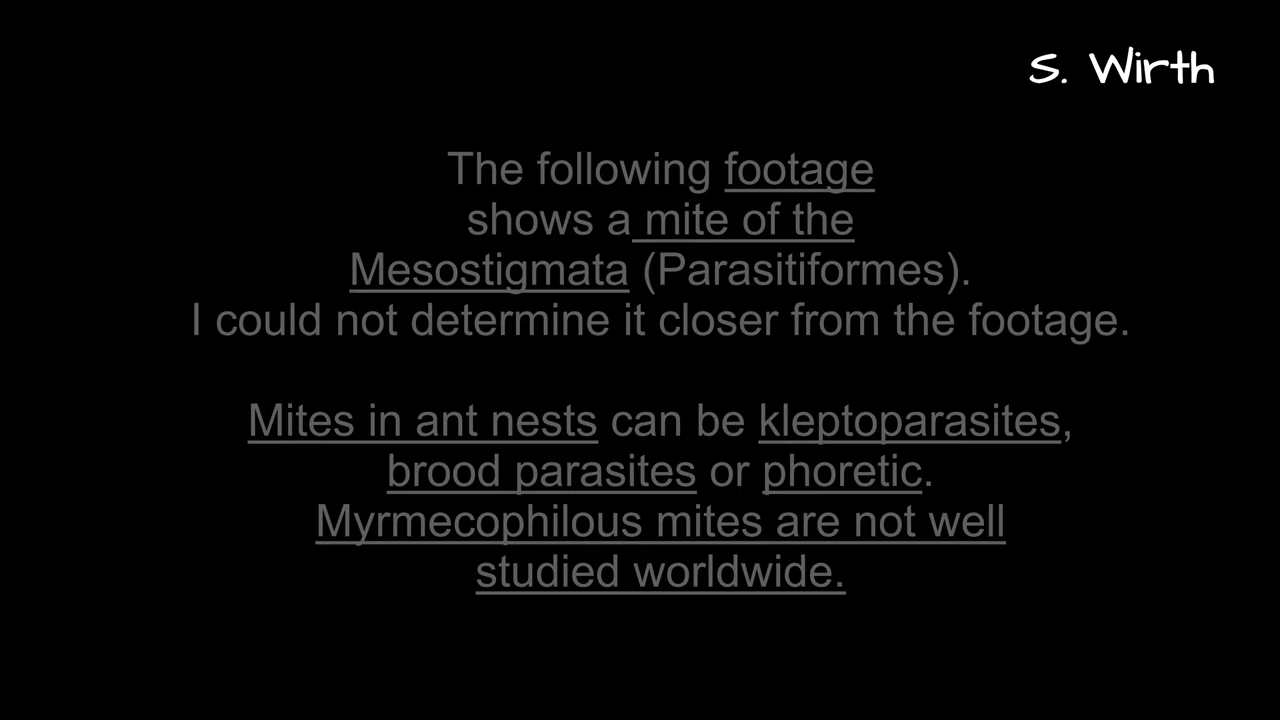 S. Wirth
The following footage
shows a mite of the
Mesostigmata (Parasitiformes).
I could not determine it closer from the footage.
Mites in ant nests can be kleptoparasites,
brood parasites or phoretic.
Myrmecophilous mites are not well
studied worldwide.